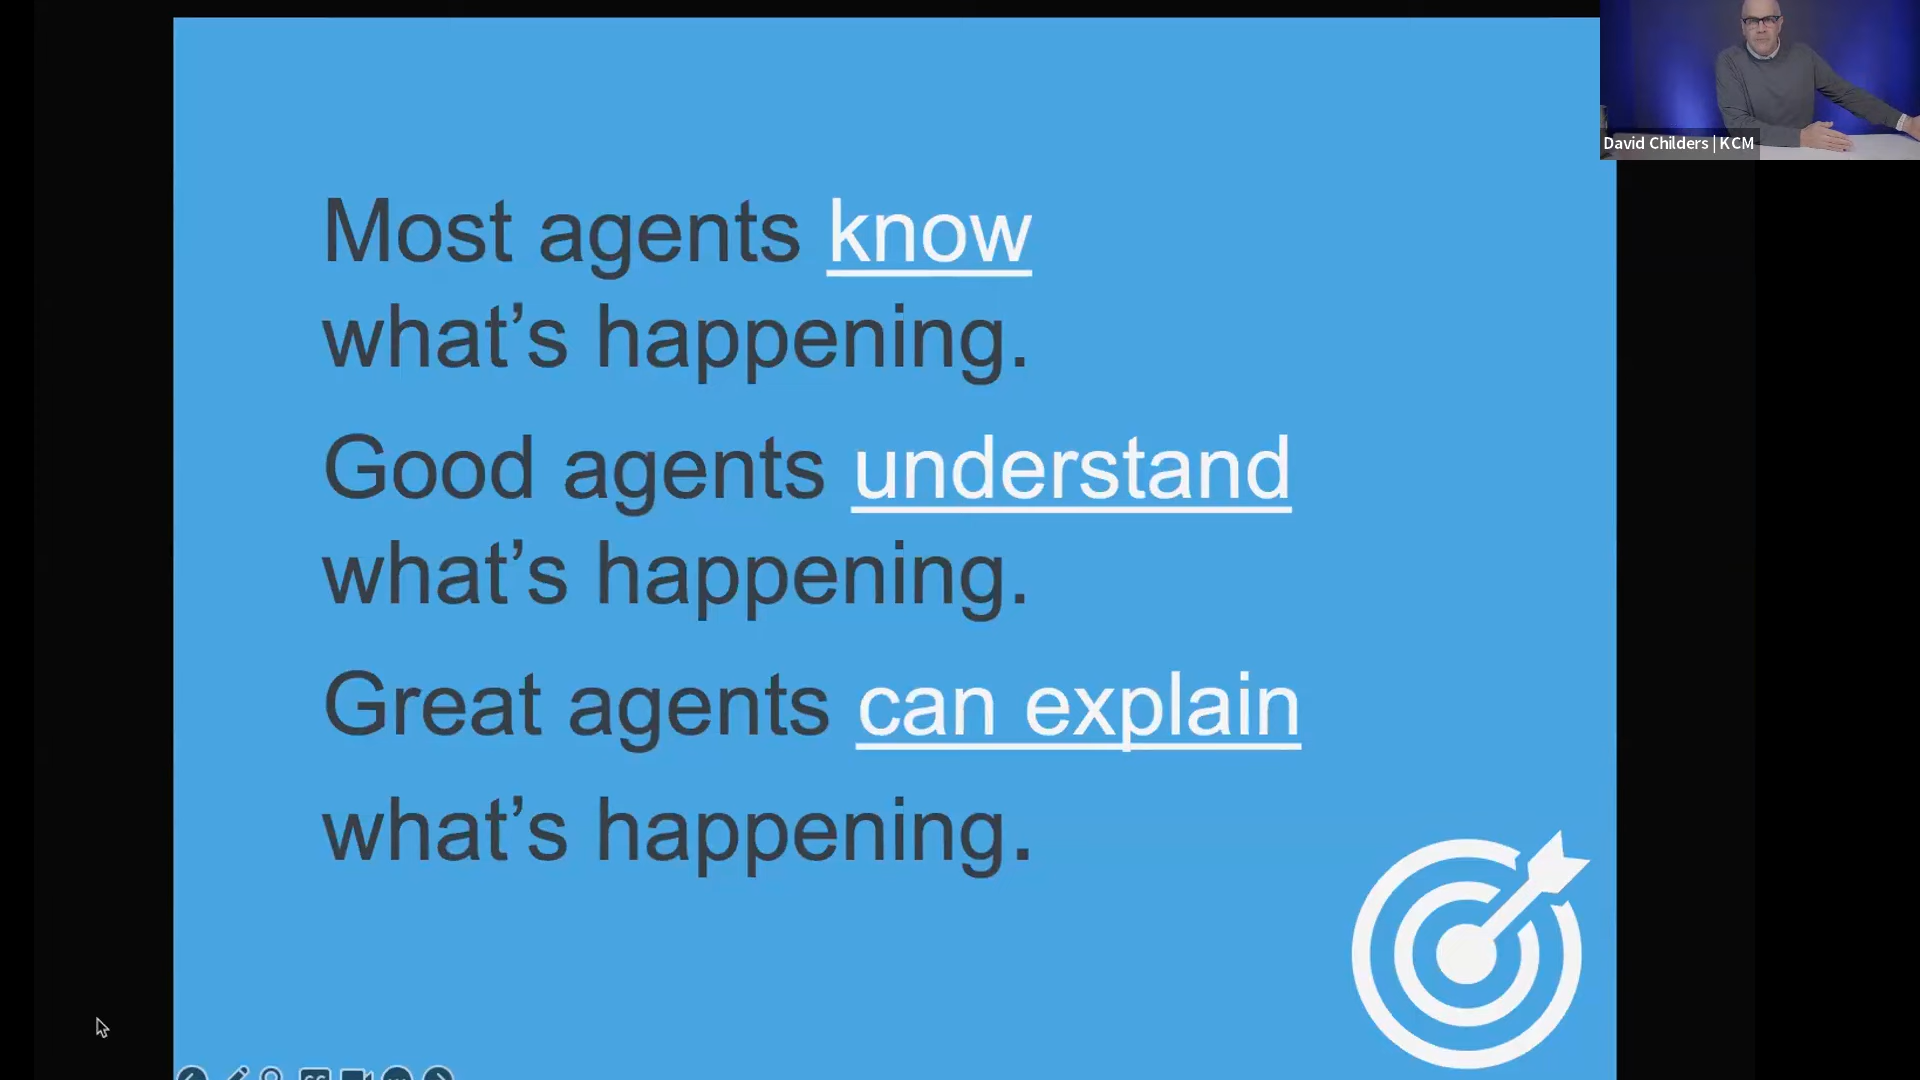 David Childers | KCM
Most agents know
what’s happening.
Good agents understand
what’s happening.
Great agents can explain
what’s happening.